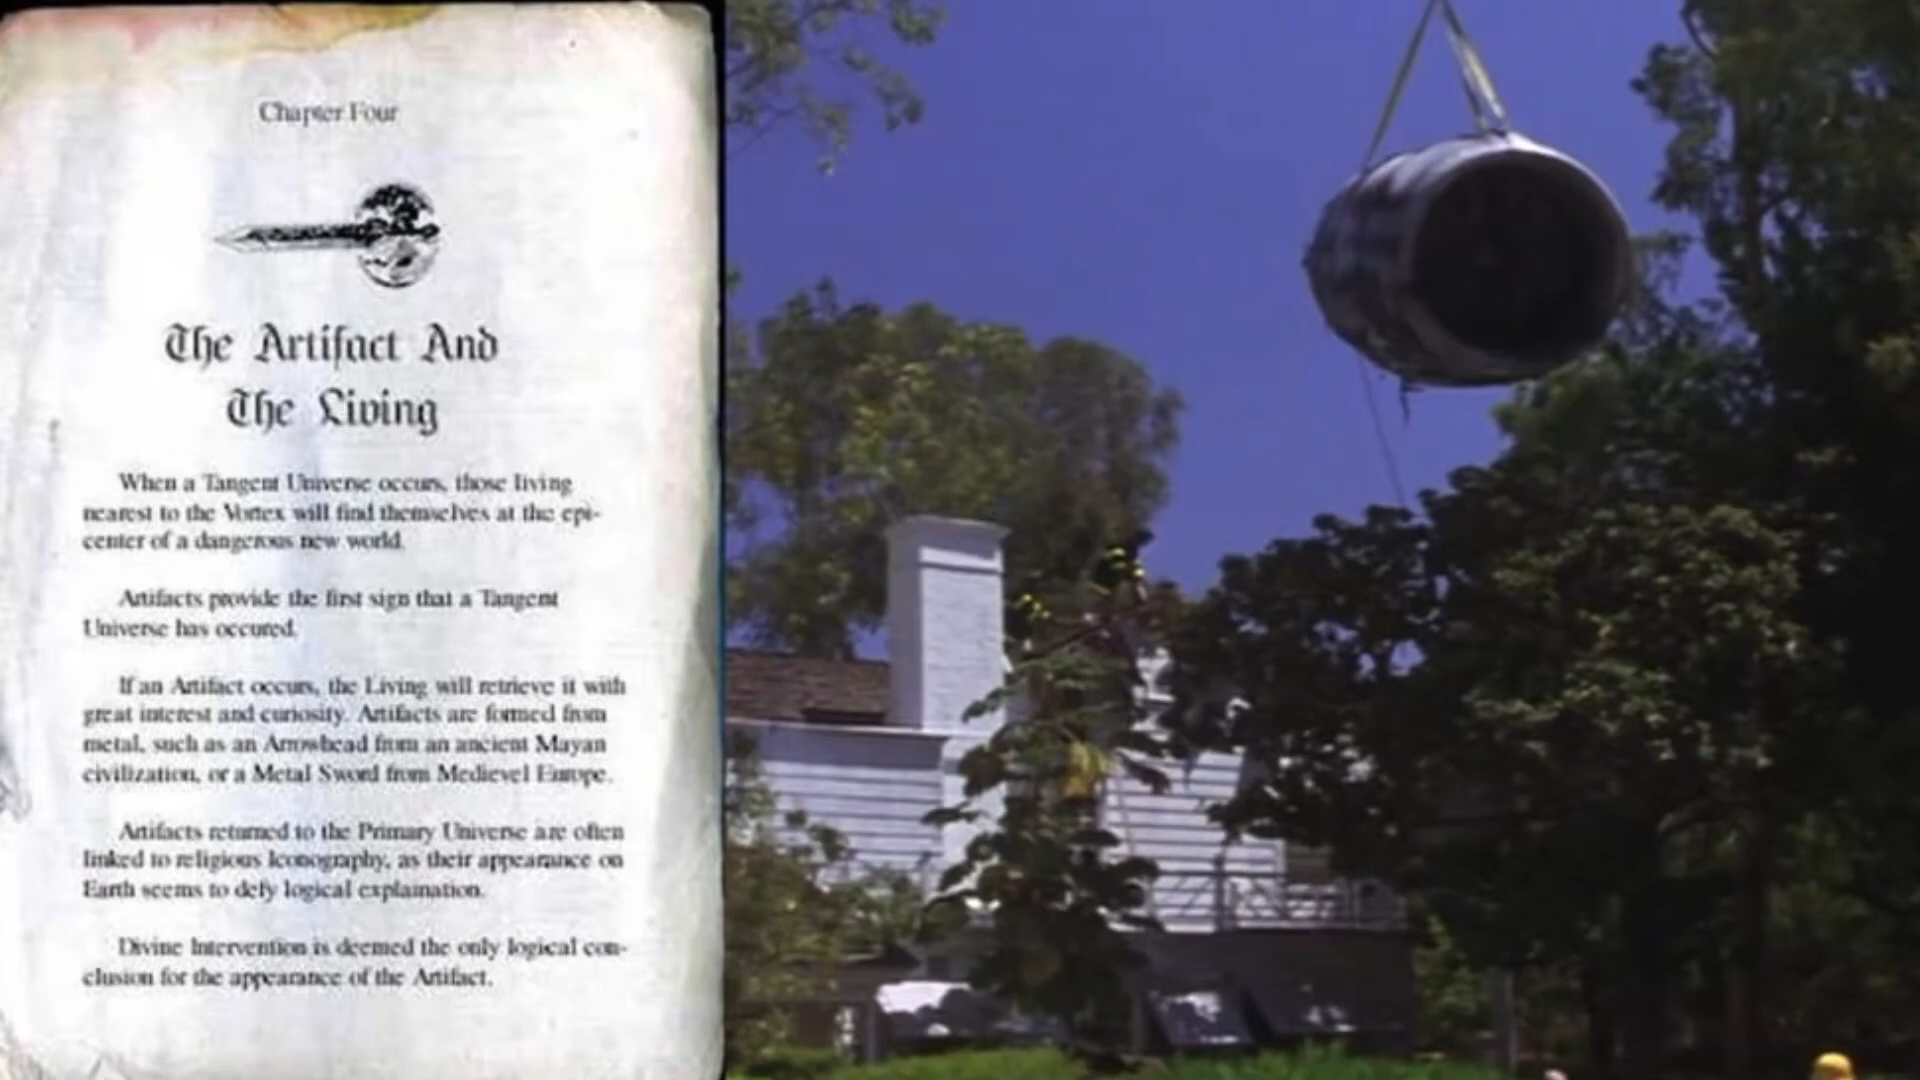 Chapter Four
The Artifact And
The Living
When a Tangent Universe occurs, those living
nearest to the Vortex will find themselves at the epi-
center of a dangerous new world.
Artifacts provide the first sign that a Tangent
Universe has occured.
If an Artifact occurs, the Living will retrieve it with
great interest and curiosity. Artifacts are formed from
metal, such as an Arrowhead from an ancient Mayan
civilization, or a Metal Sword from Medievel Europe.
Artifacts returned to the Primary Universe are often
linked to religious Iconography, as their appearance on
Earth seems to defy logical explaination.
Divine Intervention is deemed the only logical con-
clusion for the appearance of the Artifact.